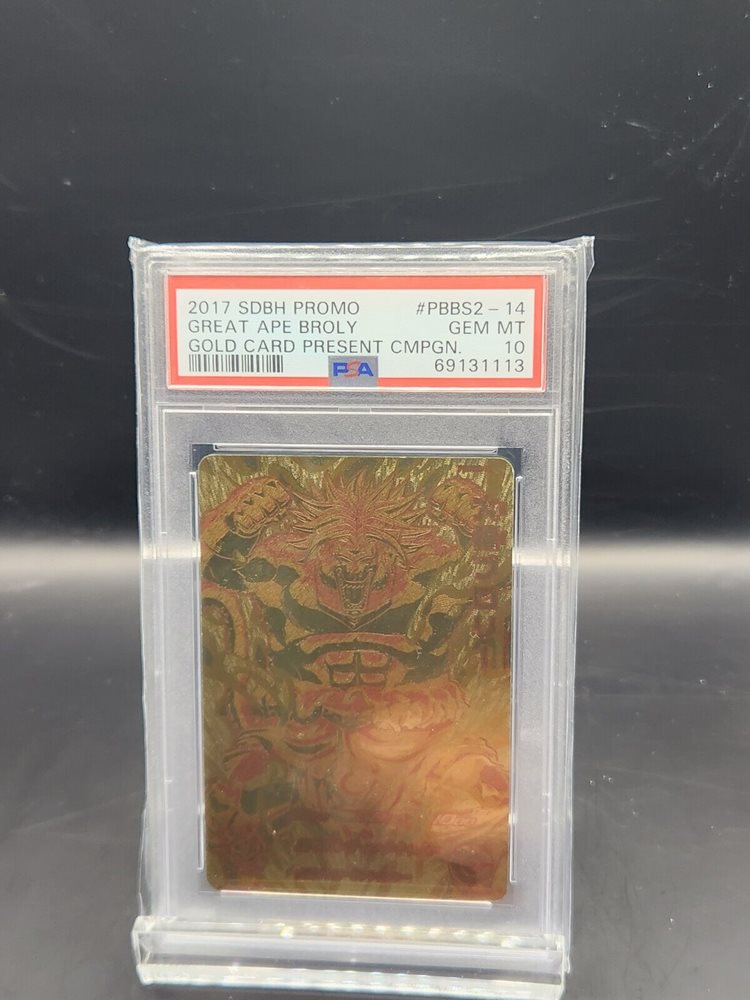 2017 SDBH PROMO #PBBS2-14
GREAT APE BROLY GEM MT
GOLD CARD PRESENT CMPGN. 10
PSA 69131113